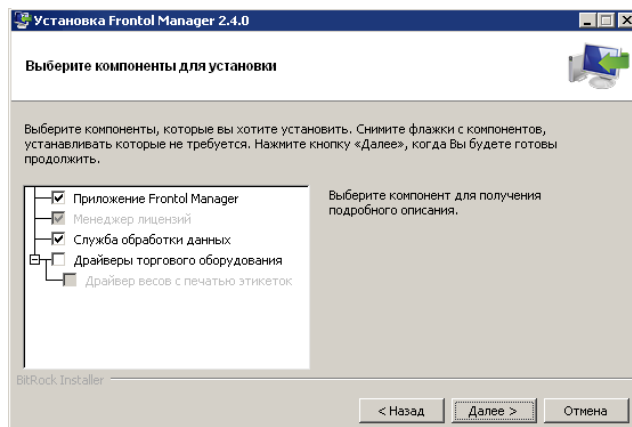 Установка Frontol Manager 2.4.0
Выберите компоненты для установки
Выберите компоненты, которые вы хотите установить. Снимите флажки с компонентов,
устанавливать которые не требуется. Нажмите кнопку «Далее», когда Вы будете готовы
продолжить.
Приложение Frontol Manager
Менеджер лицензий
Служба обработки данных
Драйверы торгового оборудования
Драйвер весов с печатью этикеток
Выберите компонент для получения
подробного описания.
BitRock Installer
< Назад
Далее >
Отмена